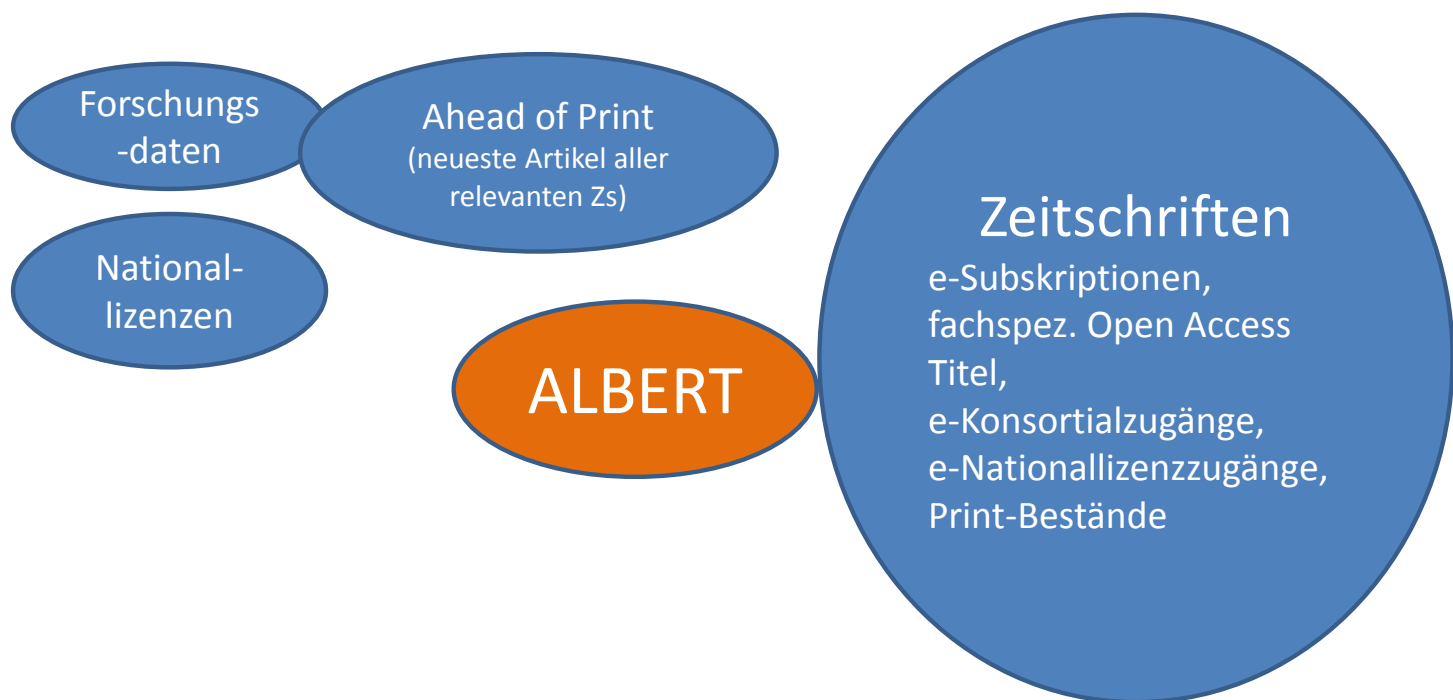 Forschungs
-daten
Ahead of Print
(neueste Artikel aller
relevanten Zs)
National-
lizenzen
ALBERT
Zeitschriften
e-Subskriptionen,
fachspez. Open Access
Titel,
e-Konsortialzugänge,
e-Nationallizenzzugänge,
Print-Bestände